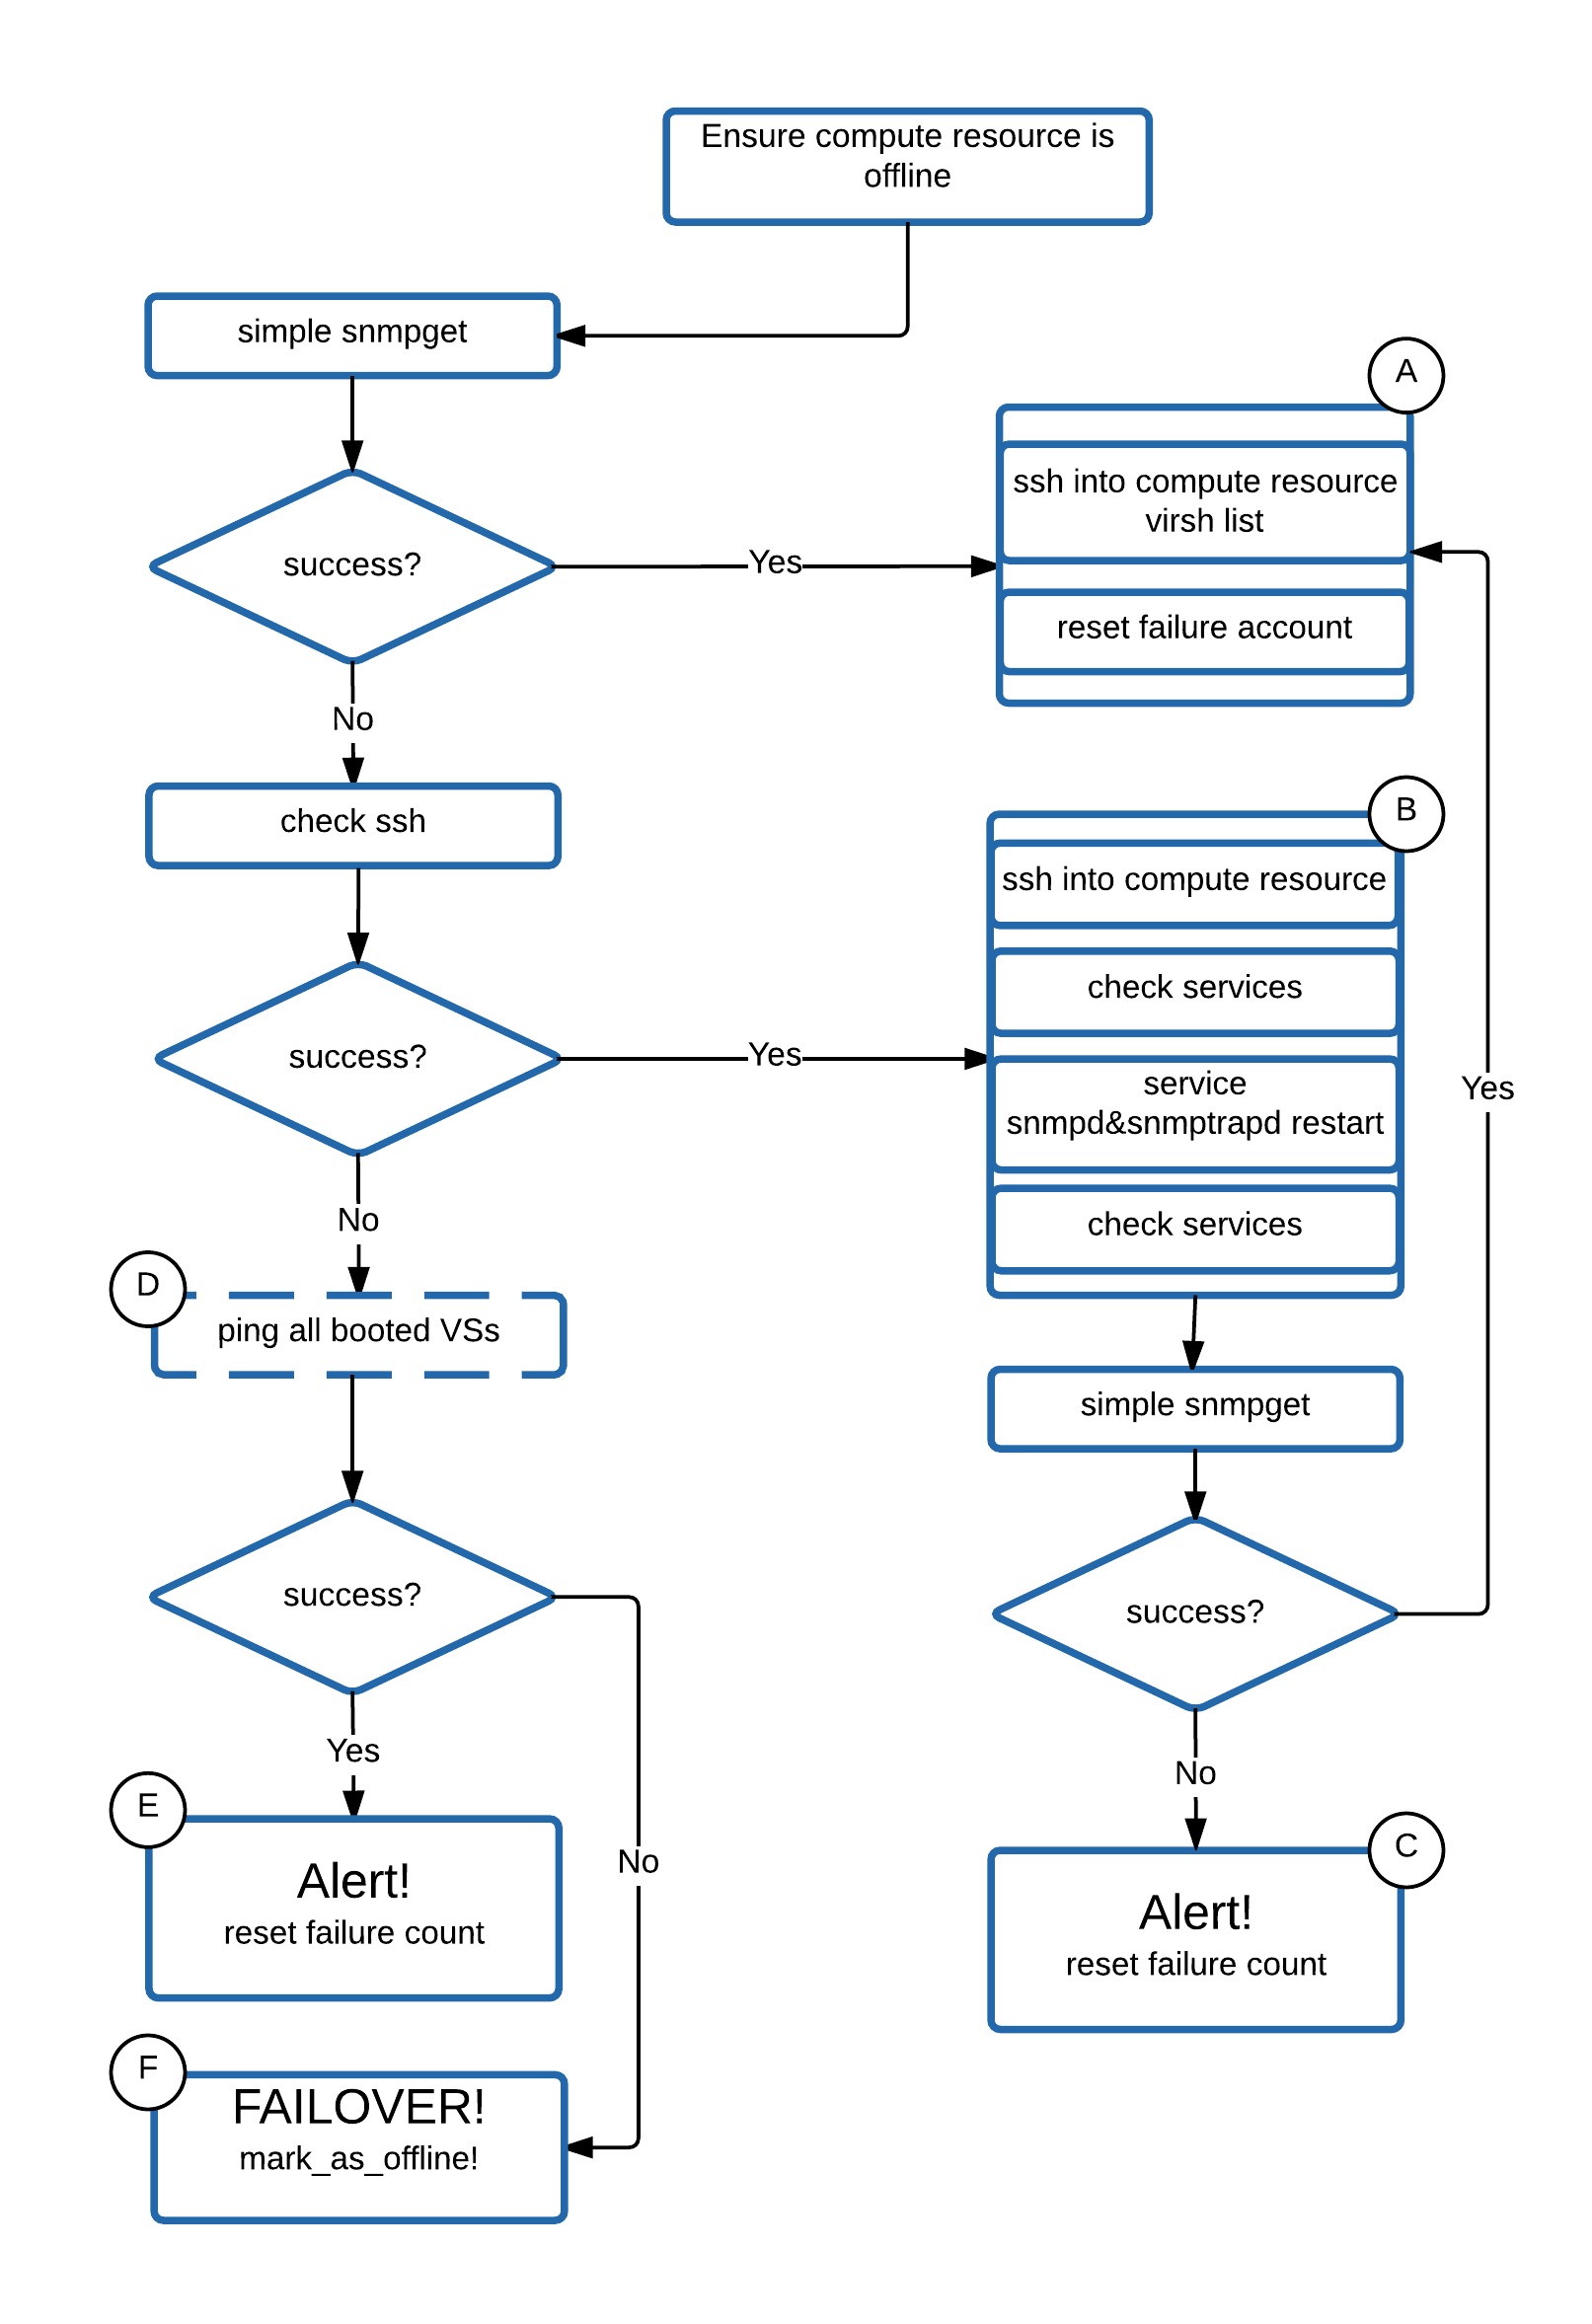 Ensure compute resource is
offline
simple snmpget
A
ssh into compute resource
virsh list
success?
Yes
reset failure account
No
check ssh
B
ssh into compute resource
check services
success?
Yes
service
snmpd&snmptrapd restart
Yes
No
check services
D
ping all booted VSs
simple snmpget
success?
success?
Yes
No
E
Alert!
reset failure count
No
C
Alert!
reset failure count
F
FAILOVER!
mark_as_offline!